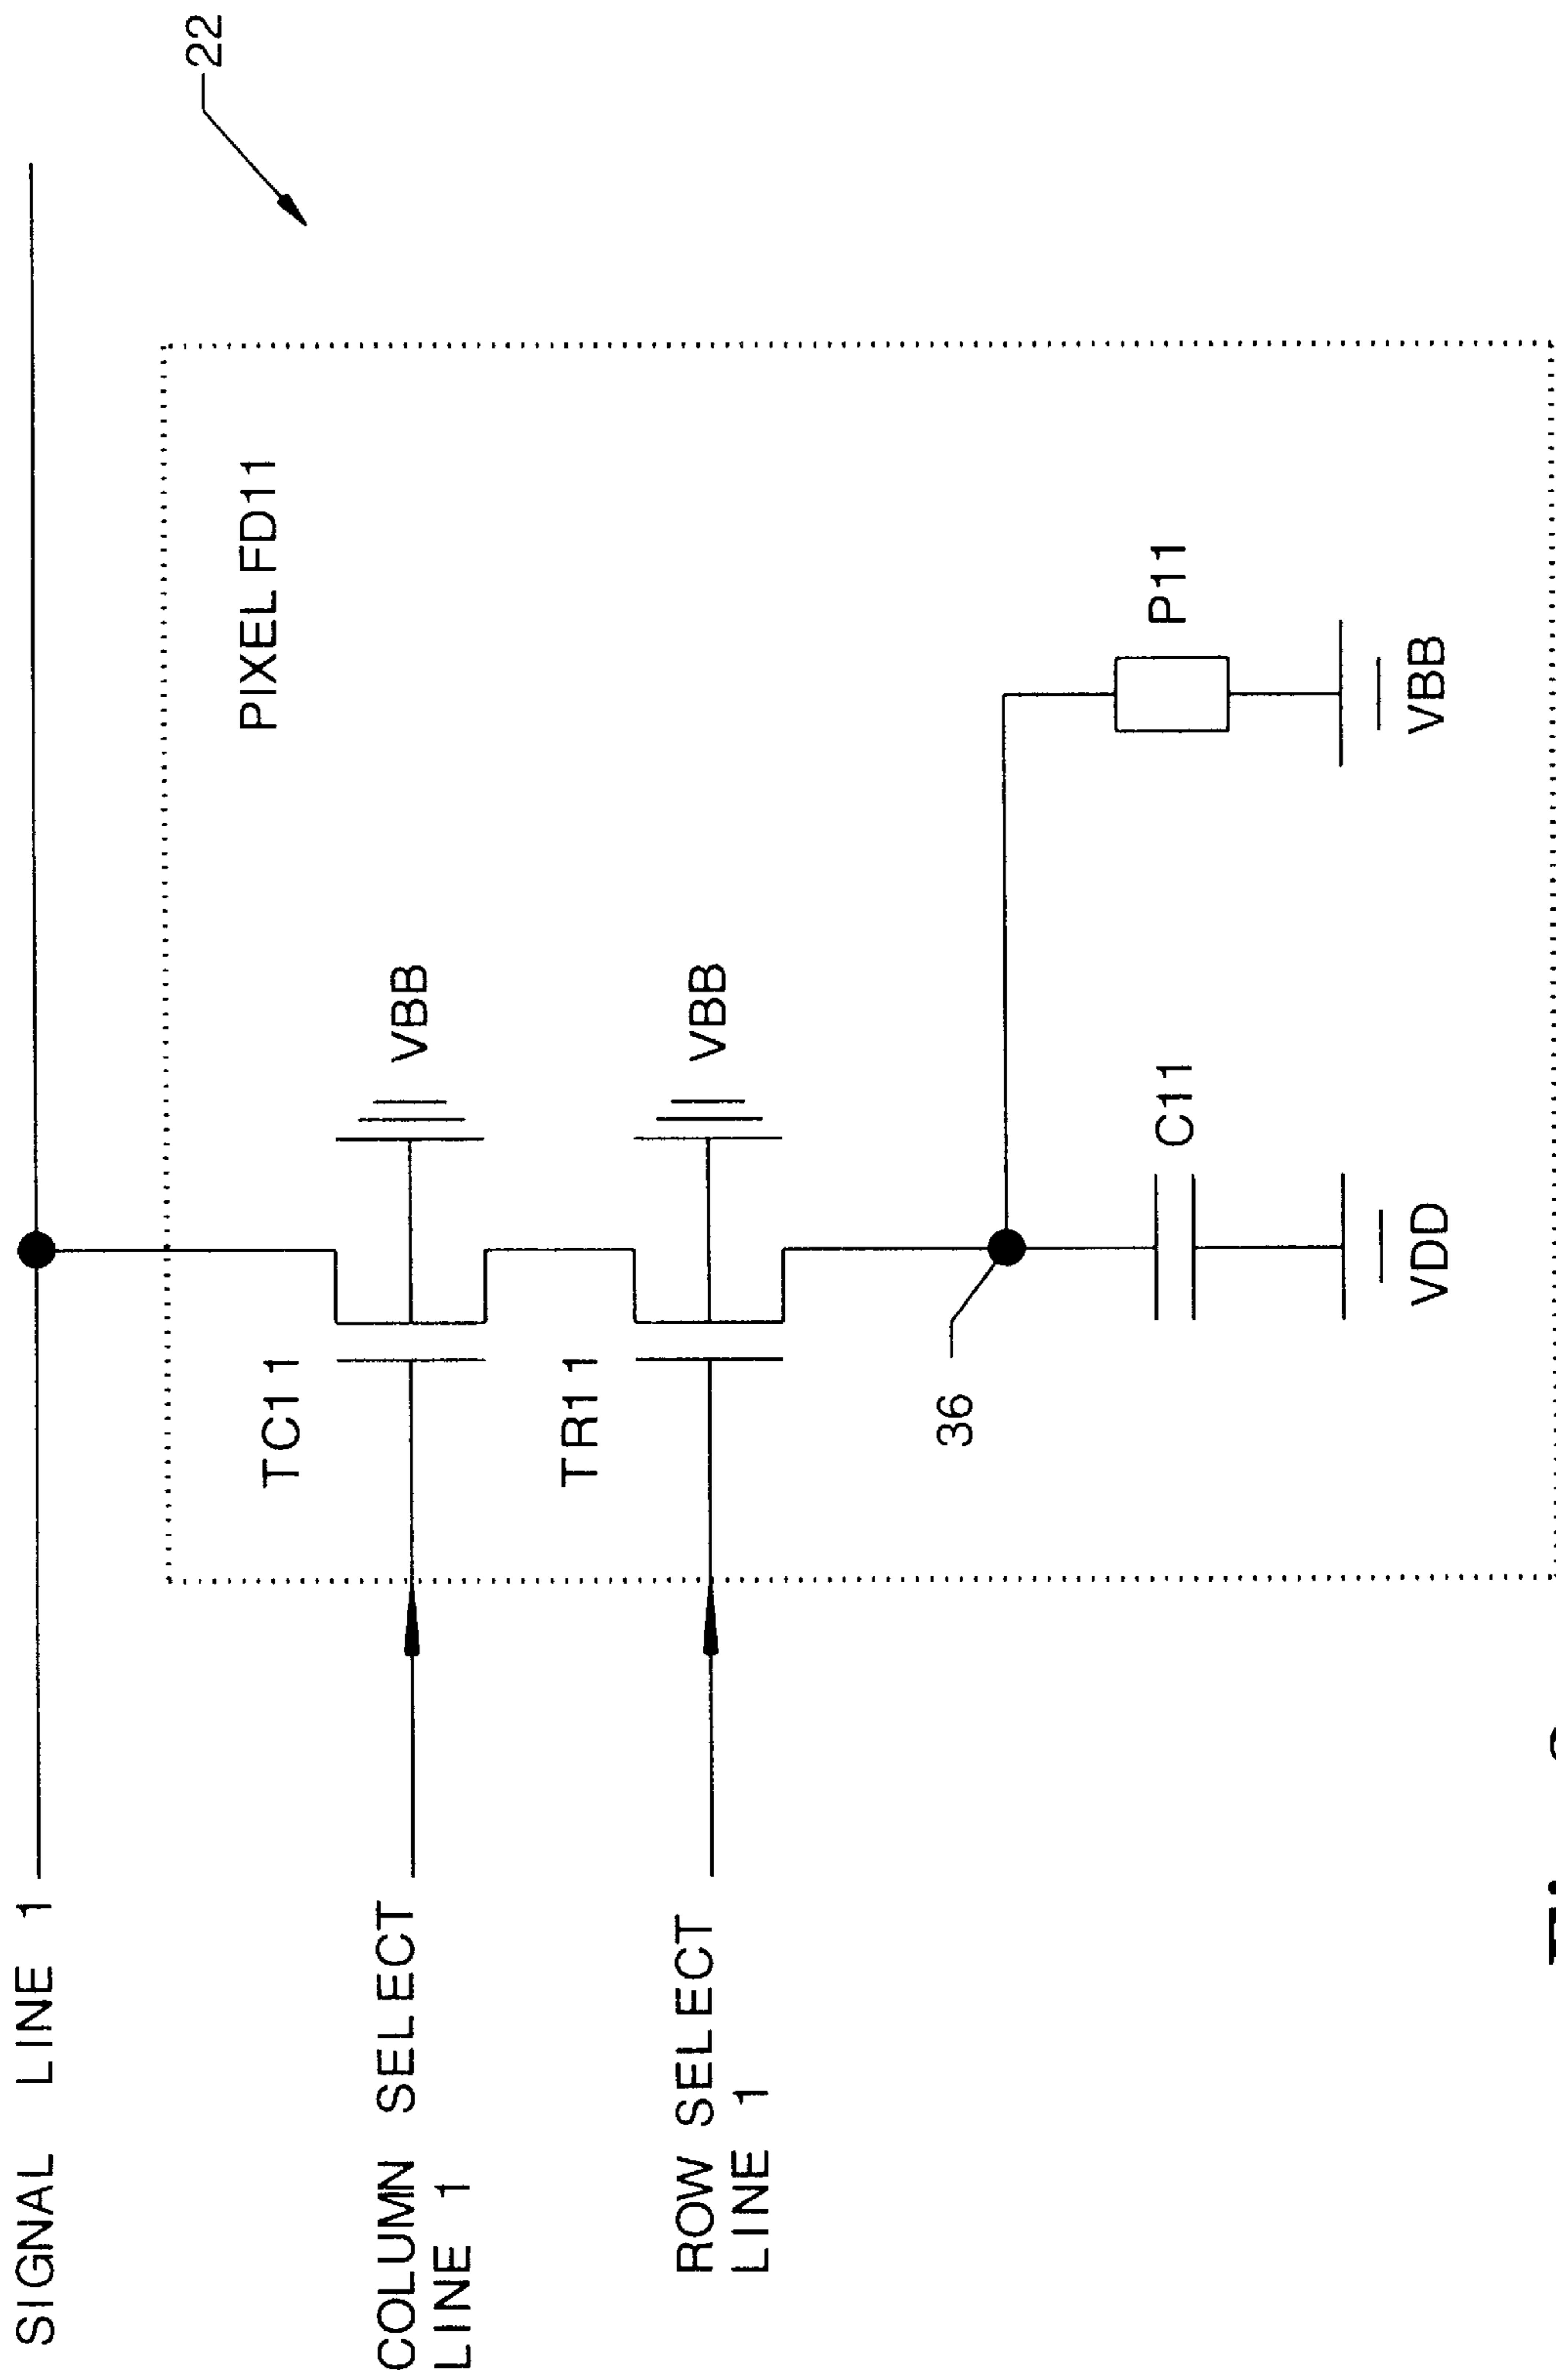 22
SIGNAL LINE 1
PIXEL FD11
TC11
VBB
COLUMN SELECT
LINE 1
TR11
VBB
ROW SELECT
LINE 1
36
C11
P11
VDD
VBB